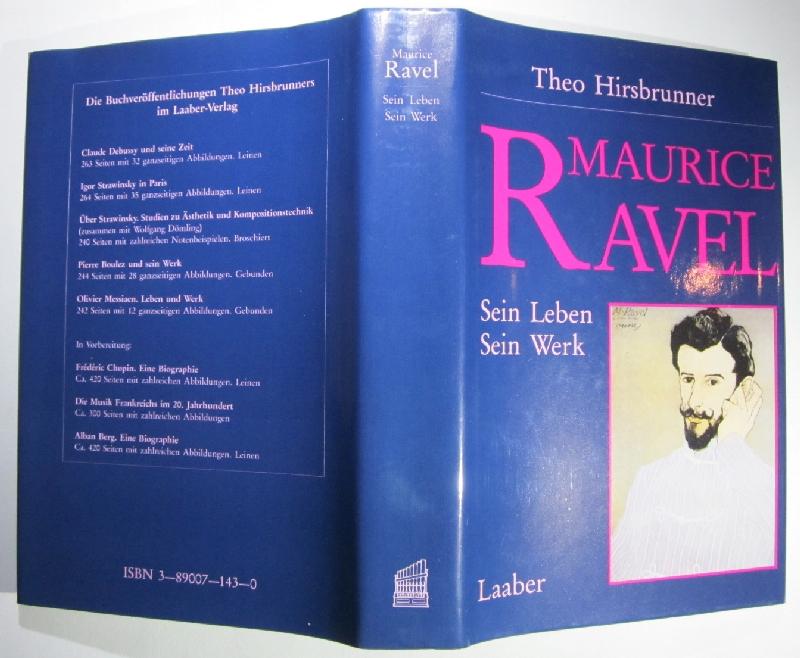 Die Buchveröffentlichungen Theo Hirsbrunners
im Laaber-Verlag
Claude Debussy und seine Zeit
263 Seiten mit 32 ganzseitigen Abbildungen. Leinen
Igor Strawinsky in Paris
264 Seiten mit 35 ganzseitigen Abbildungen. Leinen
Über Strawinsky. Studien zu Ästhetik und Kompositionstechnik
(zusammen mit Wolfgang Dömling)
240 Seiten mit zahlreichen Notenbeispielen. Broschiert
Pierre Boulez und sein Werk
244 Seiten mit 28 ganzseitigen Abbildungen. Gebunden
Olivier Messiaen. Leben und Werk
242 Seiten mit 12 ganzseitigen Abbildungen. Gebunden
In Vorbereitung:
Frédéric Chopin. Eine Biographie
Ca. 420 Seiten mit zahlreichen Abbildungen. Leinen
Die Musik Frankreichs im 20. Jahrhundert
Ca. 300 Seiten mit zahlreichen Abbildungen
Alban Berg. Eine Biographie
Ca. 420 Seiten mit zahlreichen Abbildungen. Leinen
ISBN 3—89007—143—0
Maurice
Ravel
Sein Leben
Sein Werk
Theo Hirsbrunner
MAURICE
RAVEL
Sein Leben
Sein Werk
M. Ravel
Laaber